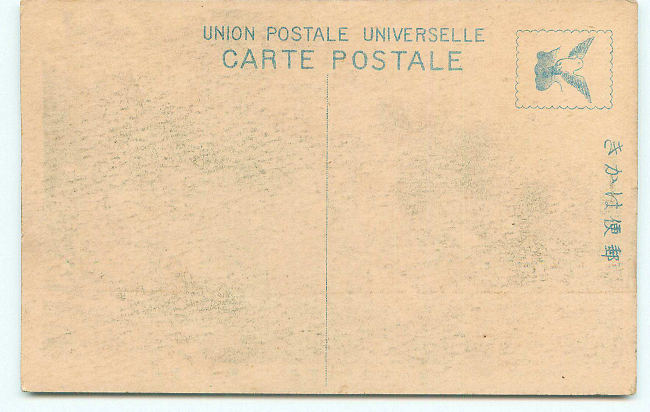 UNION POSTALE UNIVERSELLE
CARTE POSTALE
郵便はかき